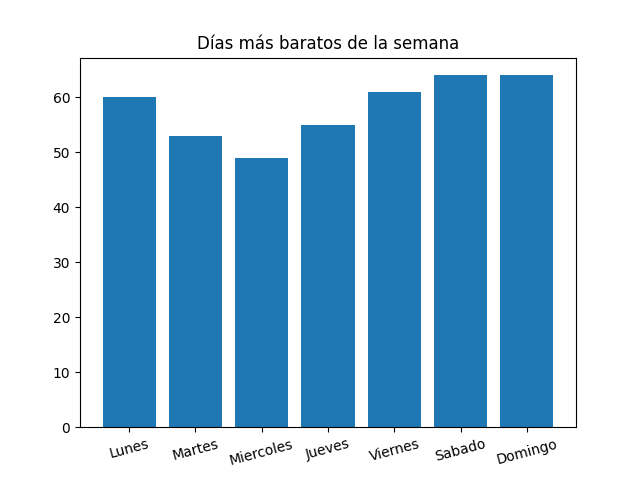 Días más baratos de la semana
60
50
40
30
20
10
0
Lunes
Martes
Miercoles
Jueves
Viernes
Sabado
Domingo